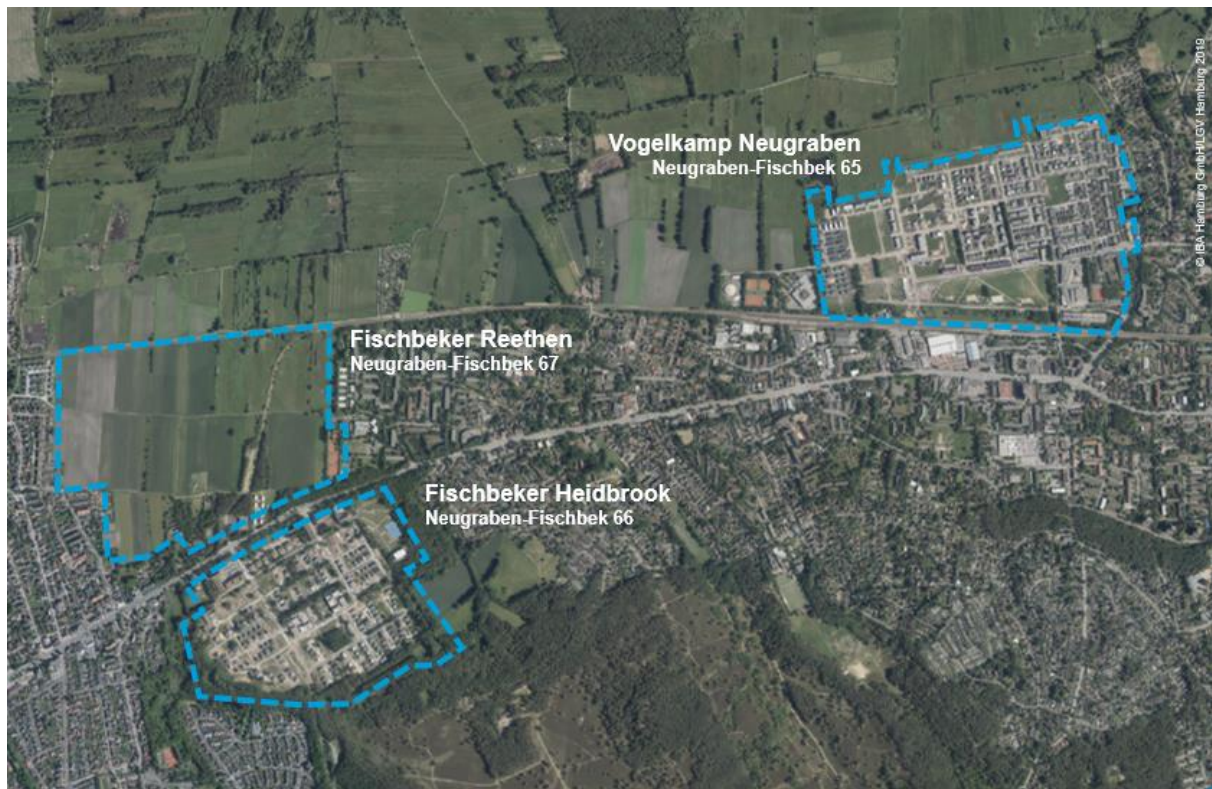 Vogelkamp Neugraben
Neugraben-Fischbek 65
Fischbeker Reethen
Neugraben-Fischbek 67
Fischbeker Heidbrook
Neugraben-Fischbek 66
© IBA Hamburg GmbH/LGV Hamburg 2019